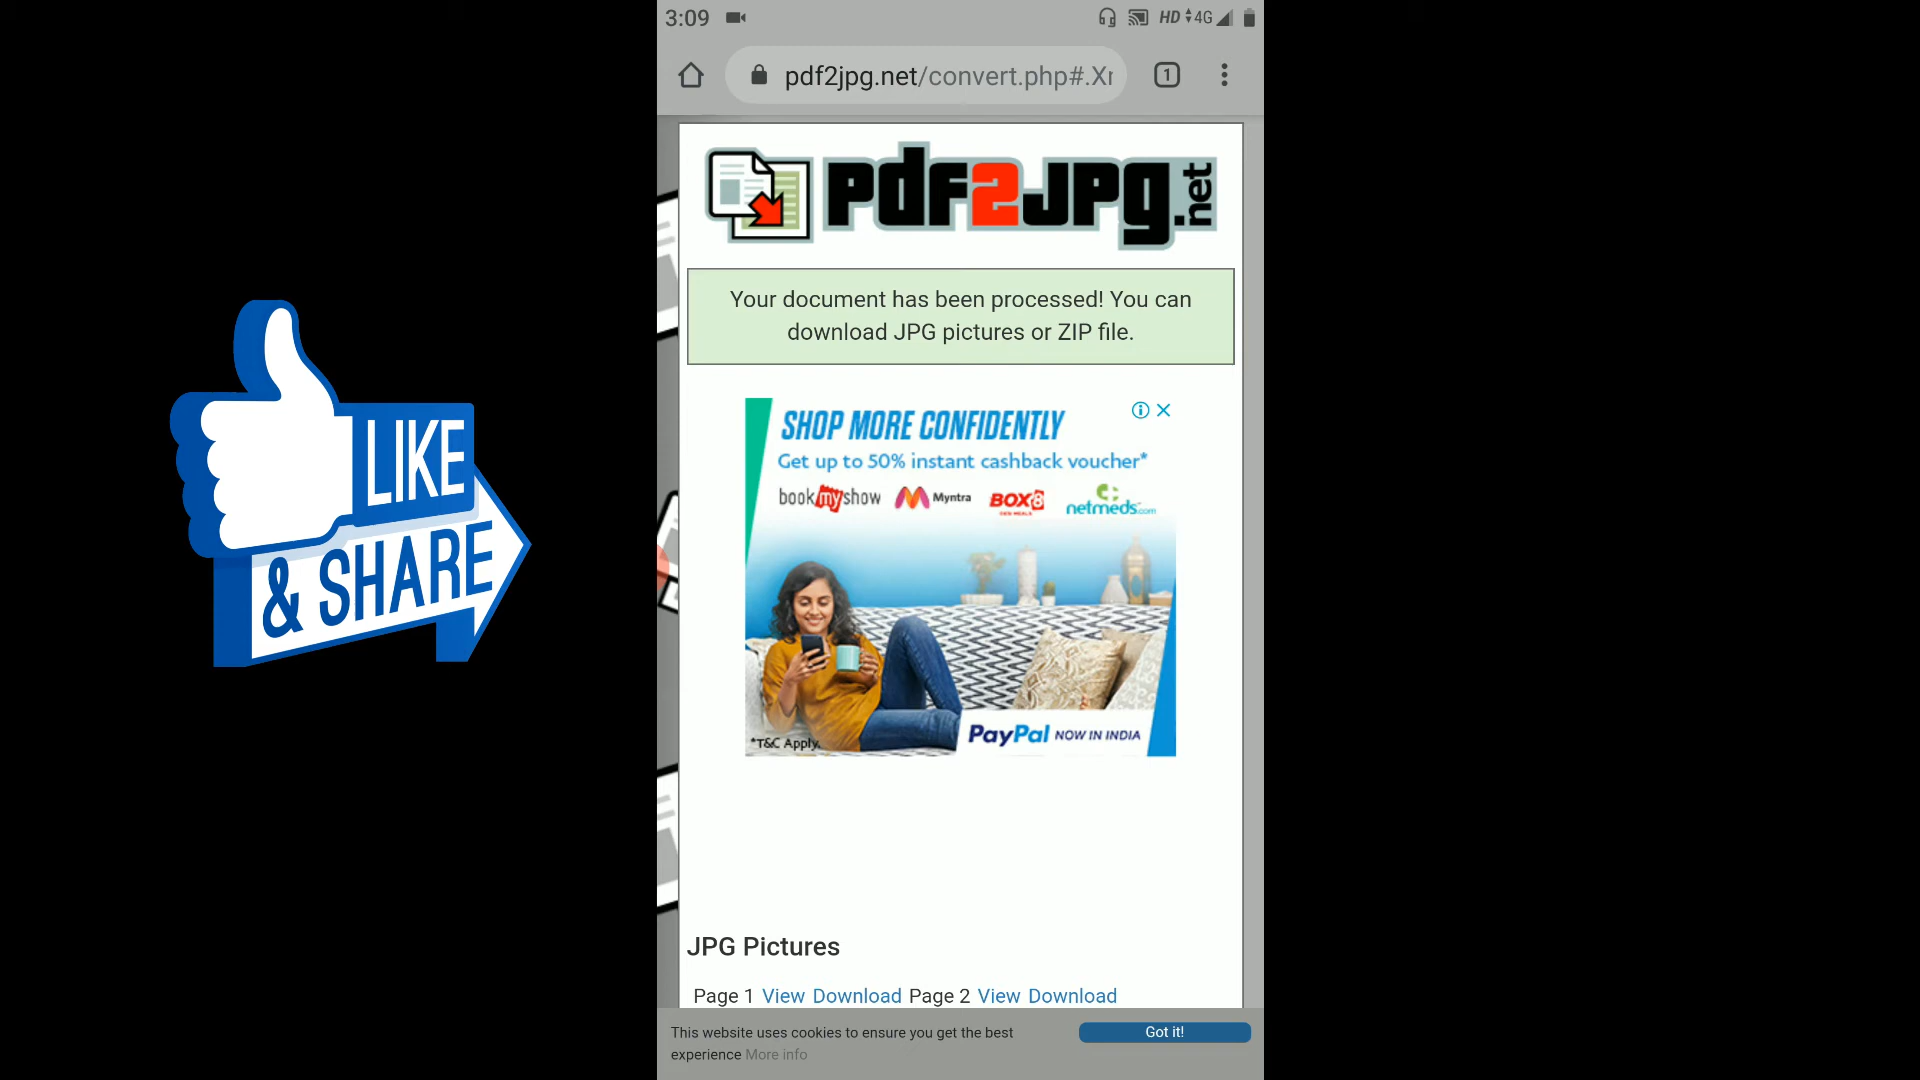 3:09
HD 4G
pdf2jpg.net/convert.php#.Xr
1
Pdf2JPg.net
Your document has been processed! You can
download JPG pictures or ZIP file.
SHOP MORE CONFIDENTLY
Get up to 50% instant cashback voucher*
bookmyshow Myntra BOX8 netmeds.com
*T&C Apply.
PayPal NOW IN INDIA
JPG Pictures
Page 1 View Download Page 2 View Download
This website uses cookies to ensure you get the best
experience More info
Got it!
LIKE
& SHARE